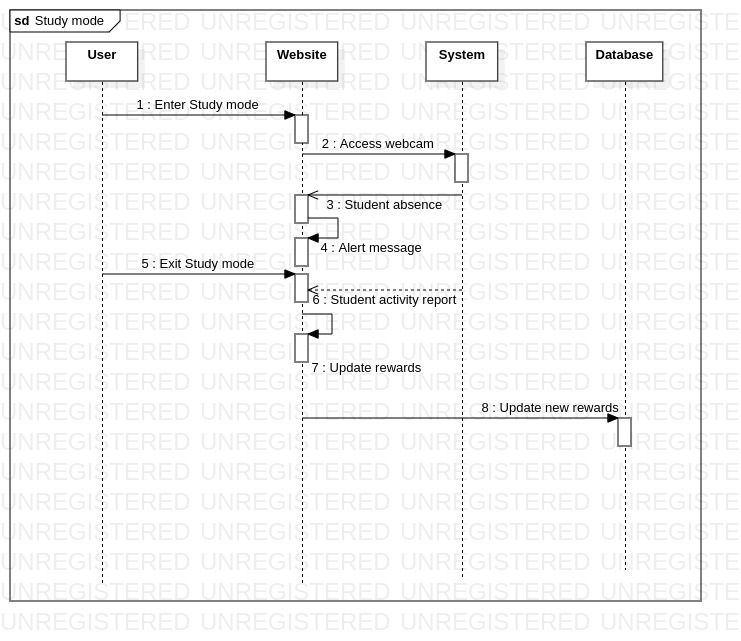 sd Study mode
User
Website
System
Database
1 : Enter Study mode
2 : Access webcam
3 : Student absence
4 : Alert message
5 : Exit Study mode
6 : Student activity report
7 : Update rewards
8 : Update new rewards
UNREGISTERED UNREGISTERED UNREGISTERED UNREGISTERED